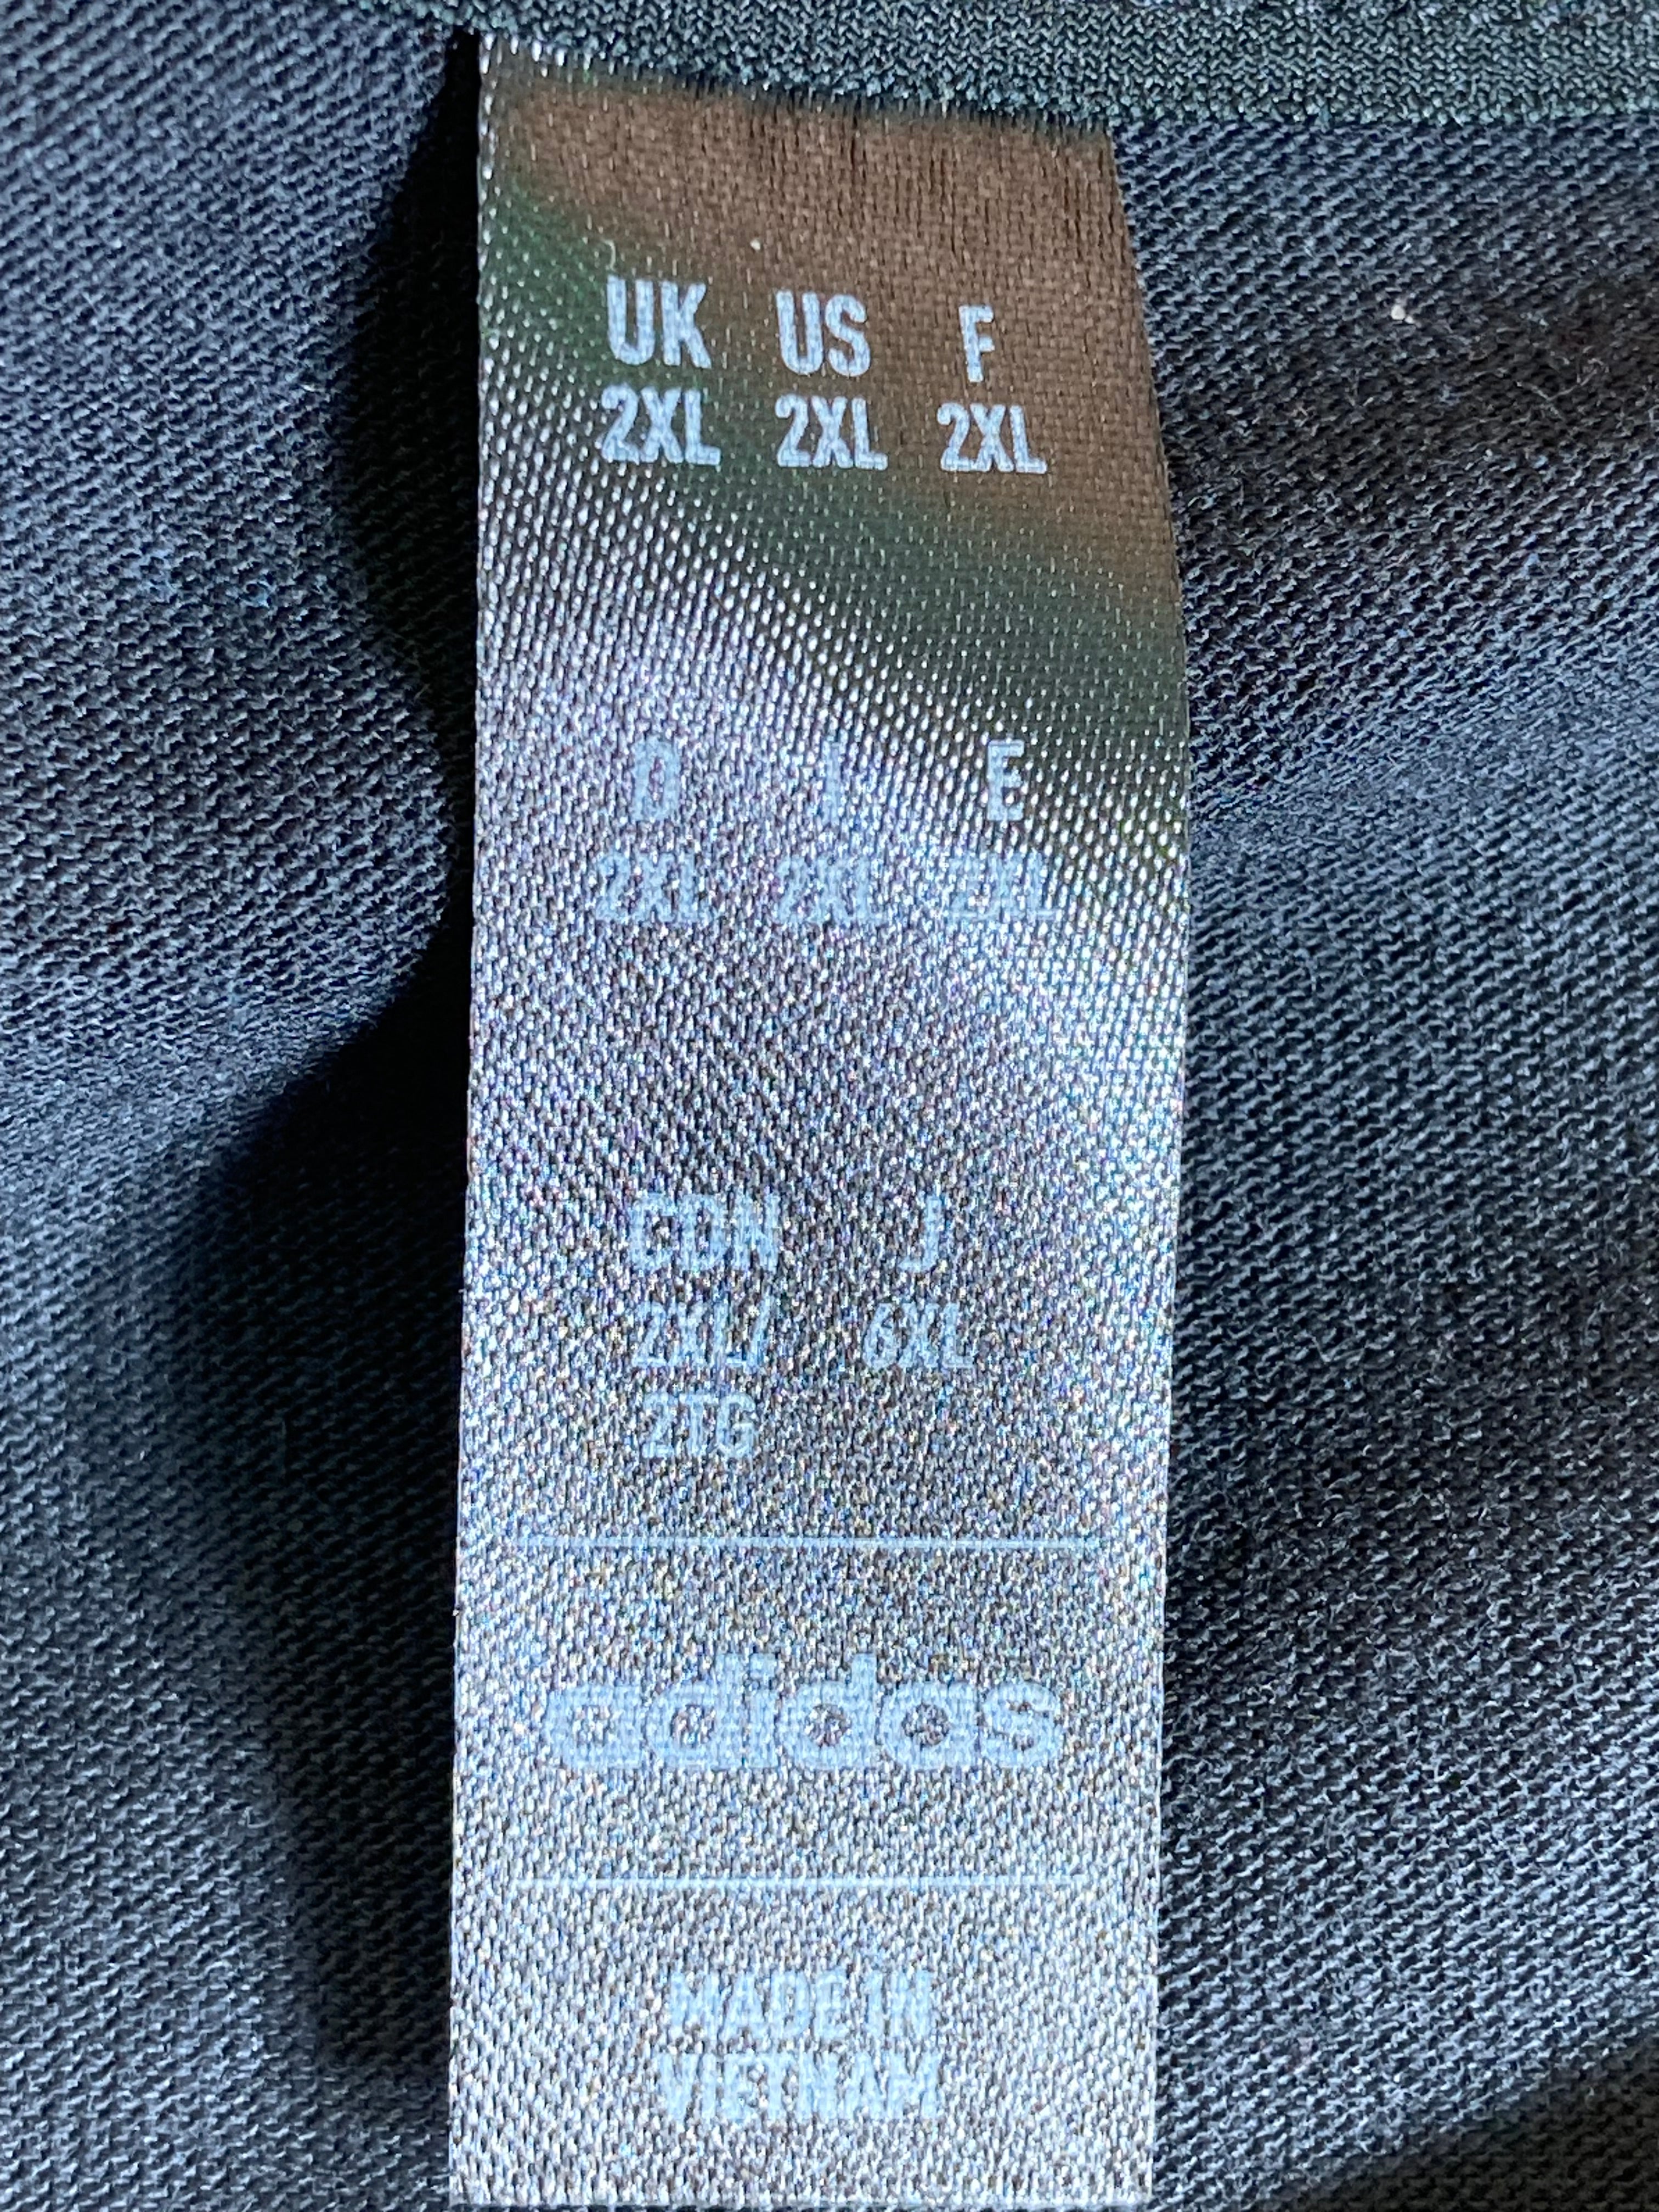 UK US F
2XL 2XL 2XL
D I E
2XL 2XL 2XL
CDN J
2XL/ 6XL
2TG
adidas
MADE IN
VIETNAM